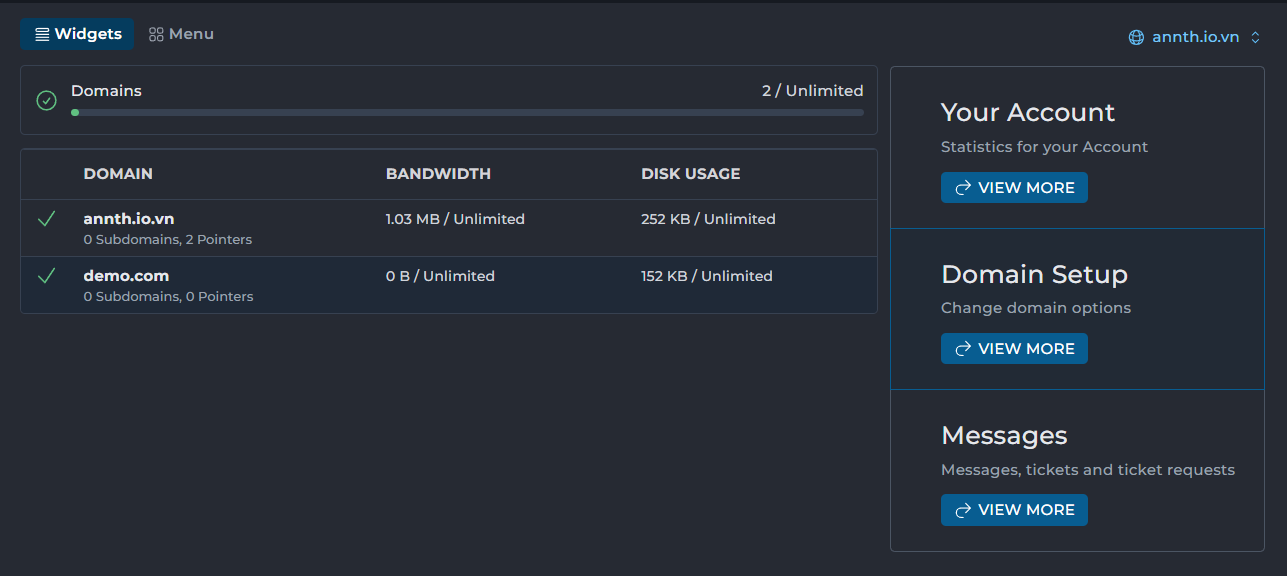 Widgets
Menu
annth.io.vn
Domains
2 / Unlimited
DOMAIN
BANDWIDTH
DISK USAGE
annth.io.vn
1.03 MB / Unlimited
252 KB / Unlimited
0 Subdomains, 2 Pointers
demo.com
0 B / Unlimited
152 KB / Unlimited
0 Subdomains, 0 Pointers
Your Account
Statistics for your Account
VIEW MORE
Domain Setup
Change domain options
VIEW MORE
Messages
Messages, tickets and ticket requests
VIEW MORE